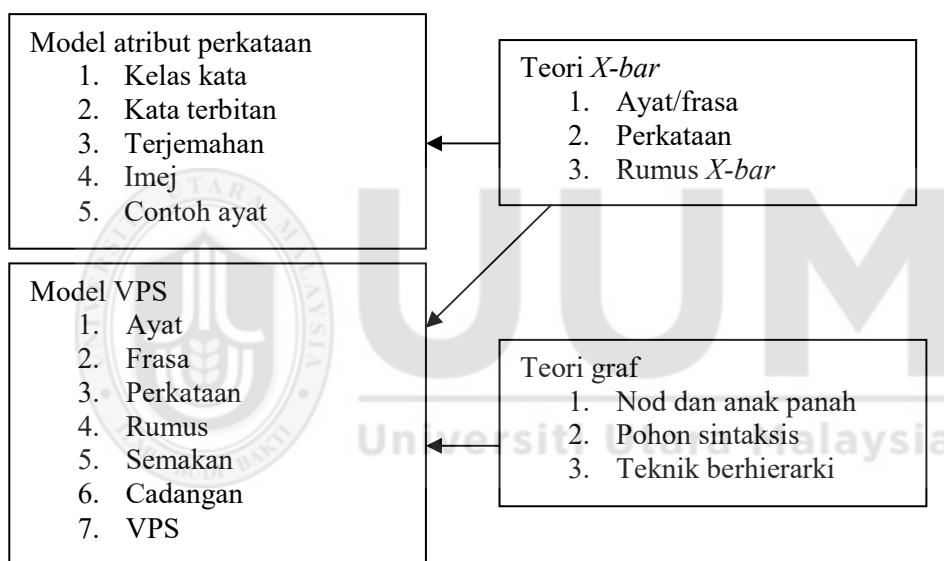 Model atribut perkataan
1. Kelas kata
2. Kata terbitan
3. Terjemahan
4. Imej
5. Contoh ayat
Teori X-bar
1. Ayat/frasa
2. Perkataan
3. Rumus X-bar
Model VPS
1. Ayat
2. Frasa
3. Perkataan
4. Rumus
5. Semakan
6. Cadangan
7. VPS
Teori graf
1. Nod dan anak panah
2. Pohon sintaksis
3. Teknik berhierarki
UUM
Universiti Utara Malaysia